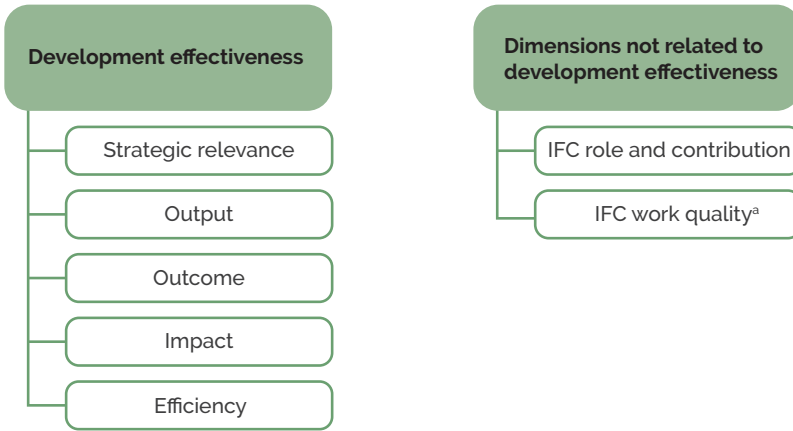 Development effectiveness
Strategic relevance
Output
Outcome
Impact
Efficiency
Dimensions not related to
development effectiveness
IFC role and contribution
IFC work qualityᵃ